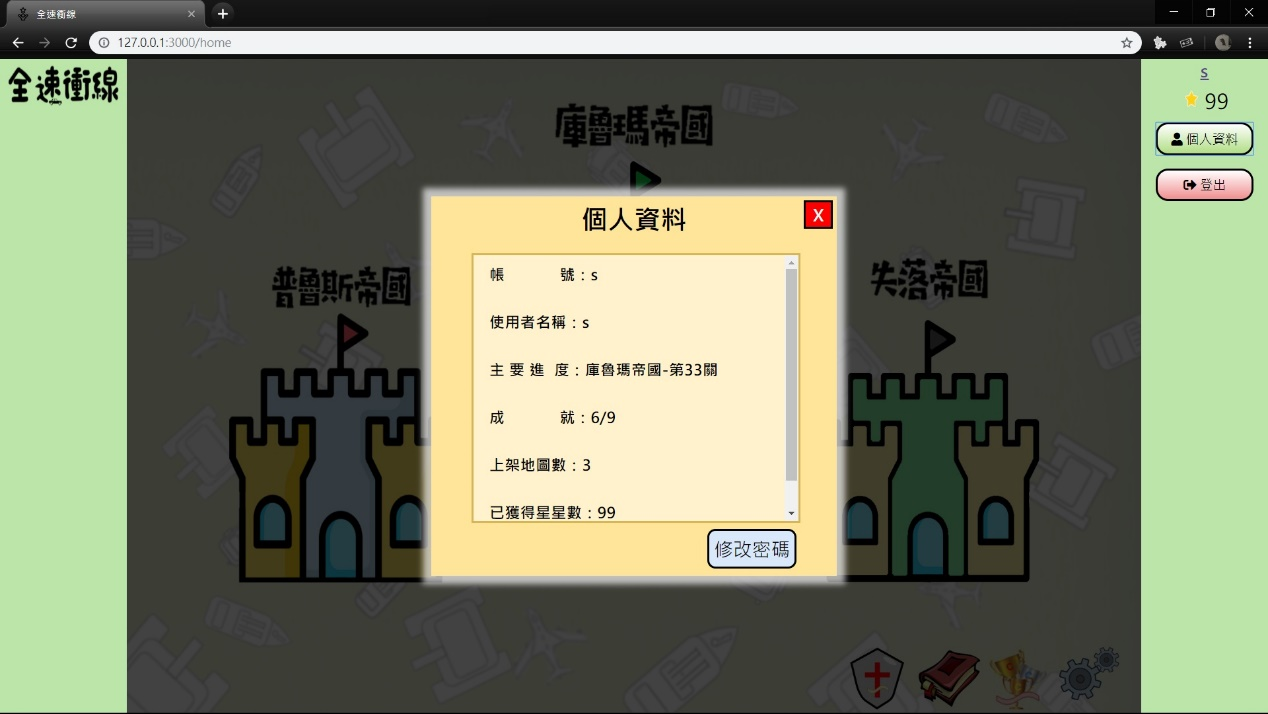 全速衝線
127.0.0.1:3000/home
全速衝線
s
99
個人資料
登出
庫魯瑪帝國
普魯斯帝國
失落帝國
個人資料
X
帳 號：s
使用者名稱：s
主 要 進 度：庫魯瑪帝國-第33關
成 就：6/9
上架地圖數：3
已獲得星星數：99
修改密碼